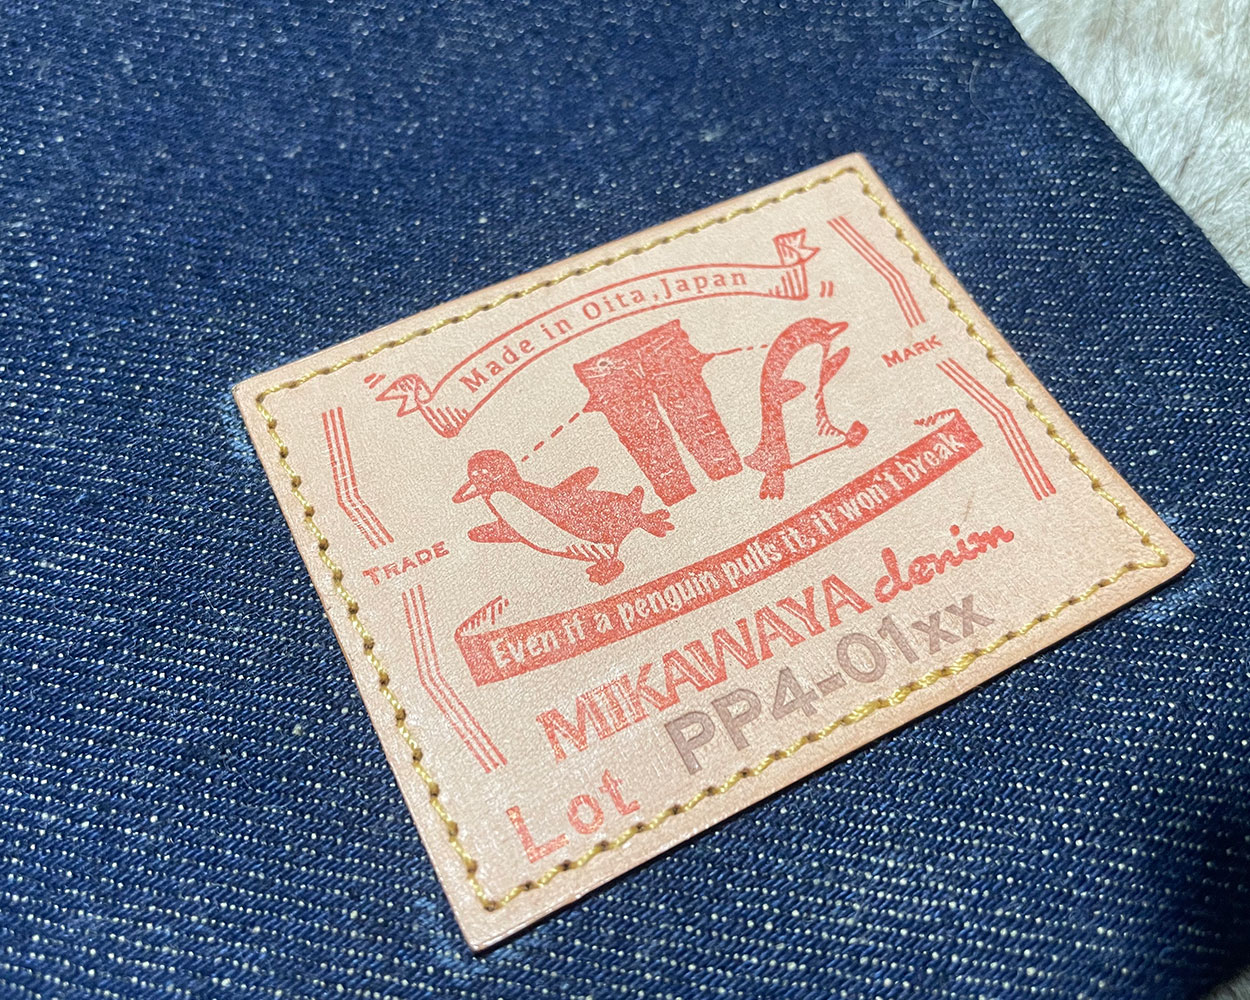 Made in Oita, Japan
TRADE MARK
Even if a penguin pulls it, it won't break
MIKAWAYA denim
Lot PP4-01xx